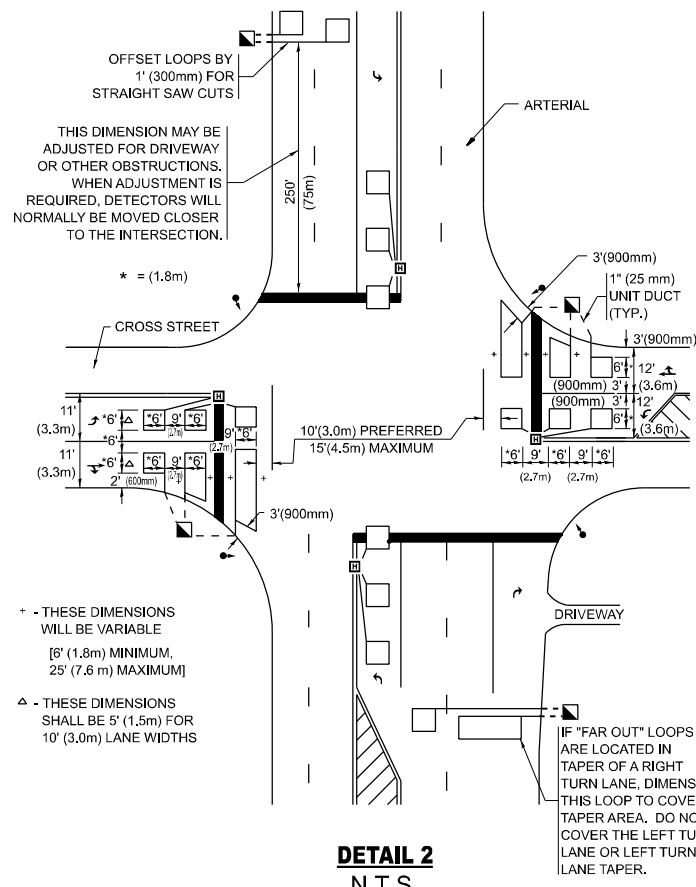 OFFSET LOOPS BY
1' (300mm) FOR
STRAIGHT SAW CUTS
THIS DIMENSION MAY BE
ADJUSTED FOR DRIVEWAY
OR OTHER OBSTRUCTIONS.
WHEN ADJUSTMENT IS
REQUIRED, DETECTORS WILL
NORMALLY BE MOVED CLOSER
TO THE INTERSECTION.
* = (1.8m)
250'
(75m)
ARTERIAL
H
3'(900mm)
1" (25 mm)
UNIT DUCT
(TYP.)
CROSS STREET
3'(900mm)
6'
*
12'
(3.6m)
(900mm) 3'
(900mm) 3'
12'
6'
*
(3.6m)
H
*6' 9' *6' 9' *6'
(2.7m) (2.7m)
H
11'
(3.3m)
*6'
*6' 9' *6'
(2.7m)
9' *6'
(2.7m)
11'
(3.3m)
*6'
*6' 9' *6'
(2.7m)
2' (600mm)
3'(900mm)
10'(3.0m) PREFERRED
15'(4.5m) MAXIMUM
H
DRIVEWAY
+ - THESE DIMENSIONS
WILL BE VARIABLE
[6' (1.8m) MINIMUM,
25' (7.6 m) MAXIMUM]
△ - THESE DIMENSIONS
SHALL BE 5' (1.5m) FOR
10' (3.0m) LANE WIDTHS
IF "FAR OUT" LOOPS
ARE LOCATED IN
TAPER OF A RIGHT
TURN LANE, DIMENS
THIS LOOP TO COVE
TAPER AREA. DO NO
COVER THE LEFT TU
LANE OR LEFT TURN
LANE TAPER.
DETAIL 2
N.T.S.